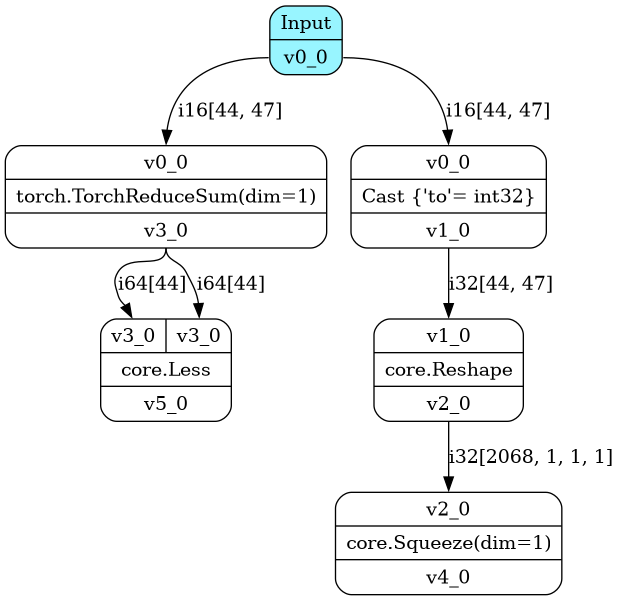 Input
v0_0
i16[44, 47]
i16[44, 47]
v0_0
torch.TorchReduceSum(dim=1)
v3_0
v0_0
Cast {'to'= int32}
v1_0
i64[44]
i64[44]
i32[44, 47]
v3_0
v3_0
core.Less
v5_0
v1_0
core.Reshape
v2_0
i32[2068, 1, 1, 1]
v2_0
core.Squeeze(dim=1)
v4_0